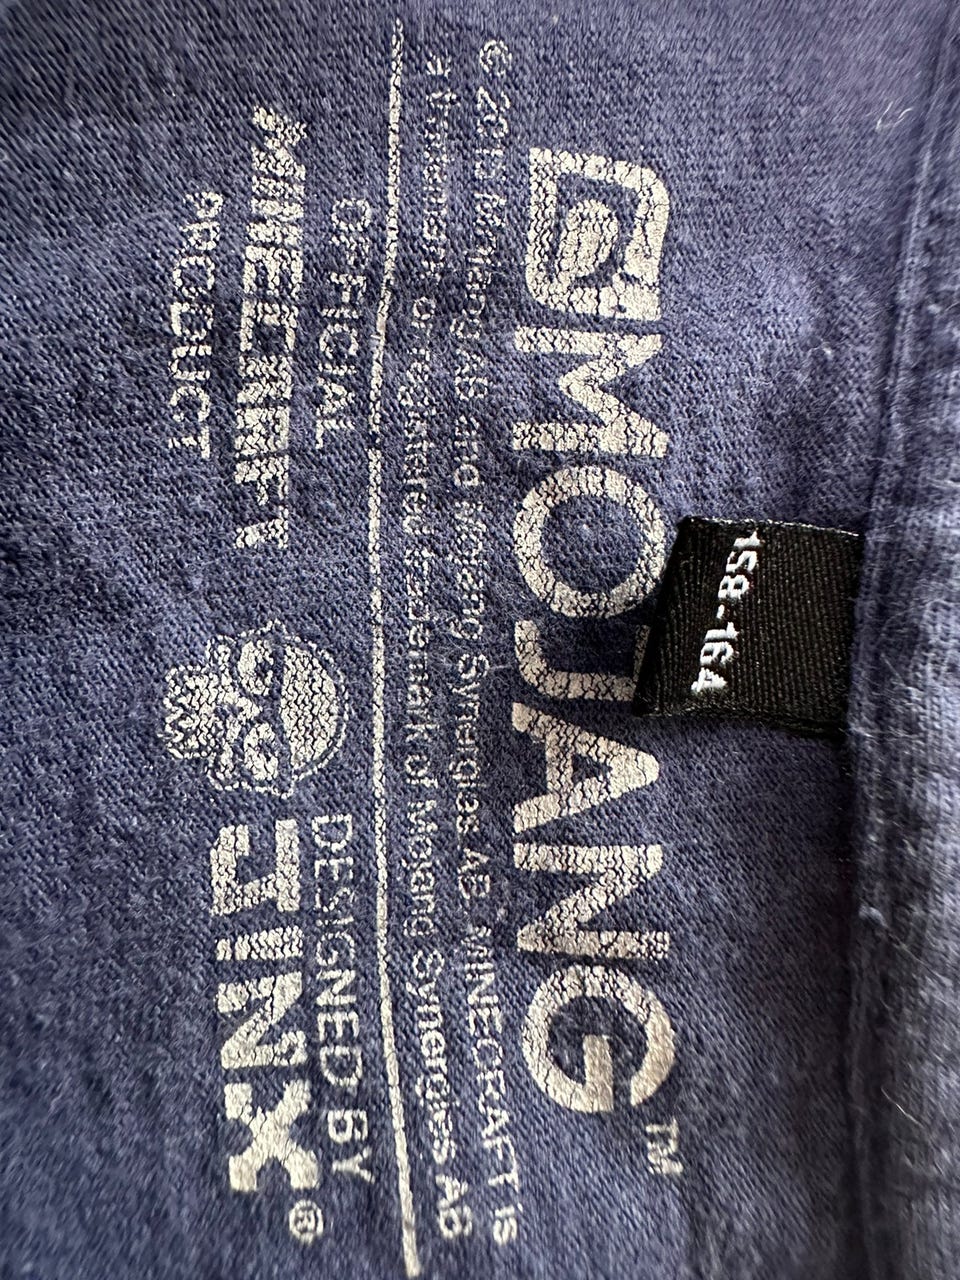 158-164
MOJANG™
© 2015 Mojang AB and Mojang Synergies AB. MINECRAFT is
a trademark or registered trademark of Mojang Synergies AB
OFFICIAL
MINECRAFT
PRODUCT
DESIGNED BY
JINX®